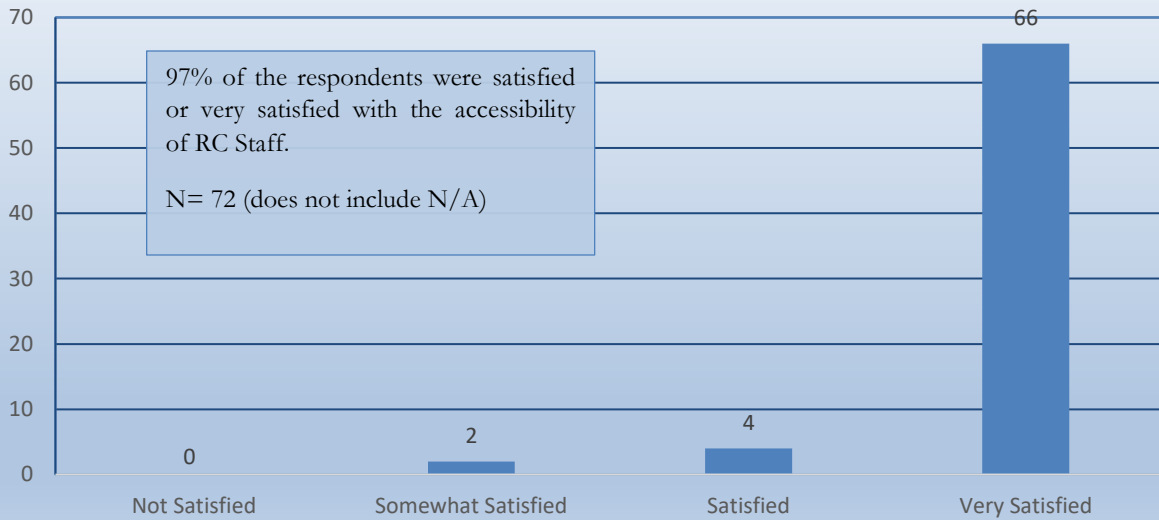 70
66
60
50
40
30
20
10
0
97% of the respondents were satisfied
or very satisfied with the accessibility
of RC Staff.
N= 72 (does not include N/A)
0
2
4
Not Satisfied
Somewhat Satisfied
Satisfied
Very Satisfied